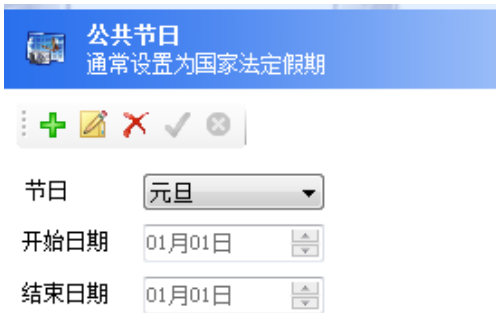 公共节日
通常设置为国家法定假期
节日 元旦
开始日期 01月01日
结束日期 01月01日